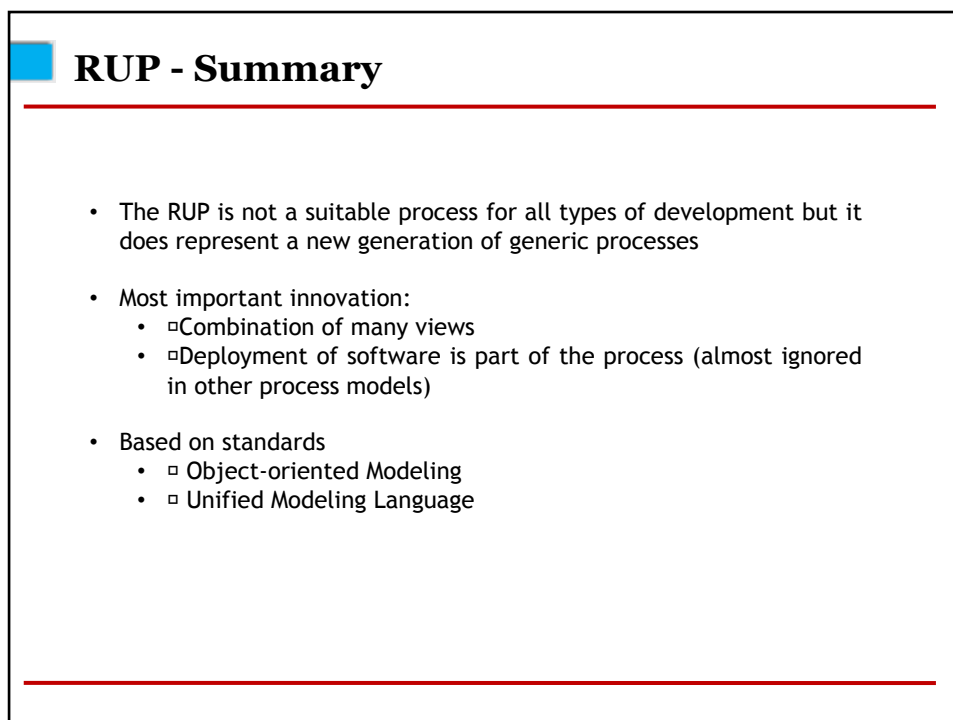 RUP - Summary
• The RUP is not a suitable process for all types of development but it
does represent a new generation of generic processes
• Most important innovation:
• ▫Combination of many views
• ▫Deployment of software is part of the process (almost ignored
in other process models)
• Based on standards
• ▫ Object-oriented Modeling
• ▫ Unified Modeling Language